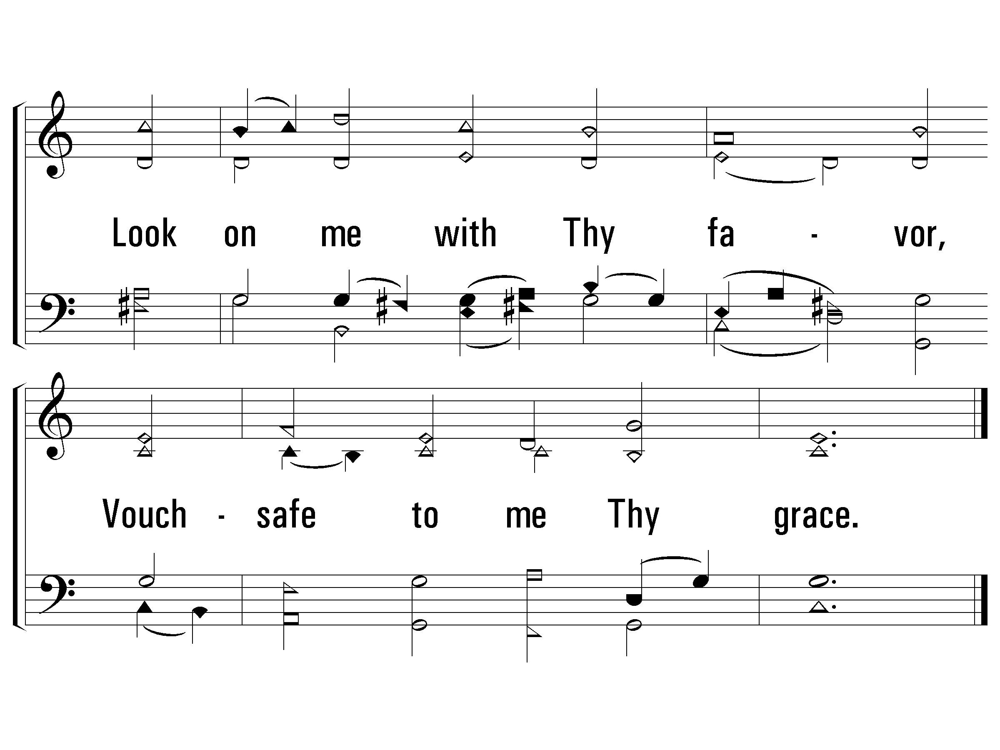 Look on me with Thy fa - vor,
Vouch - safe to me Thy grace.